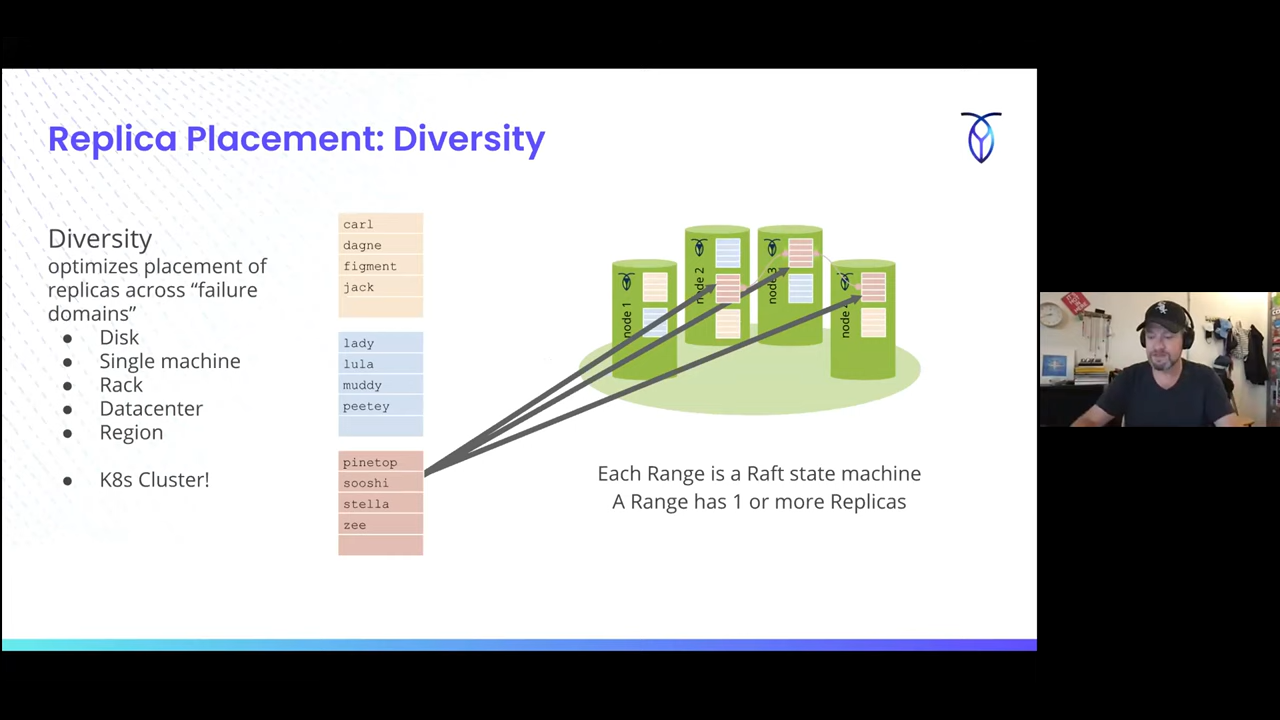 Replica Placement: Diversity
Diversity
optimizes placement of
replicas across “failure
domains”
● Disk
● Single machine
● Rack
● Datacenter
● Region
● K8s Cluster!
carl
dagne
figment
jack
lady
lula
muddy
peetey
pinetop
sooshi
stella
zee
node 1
node 2
node 3
node
Each Range is a Raft state machine
A Range has 1 or more Replicas